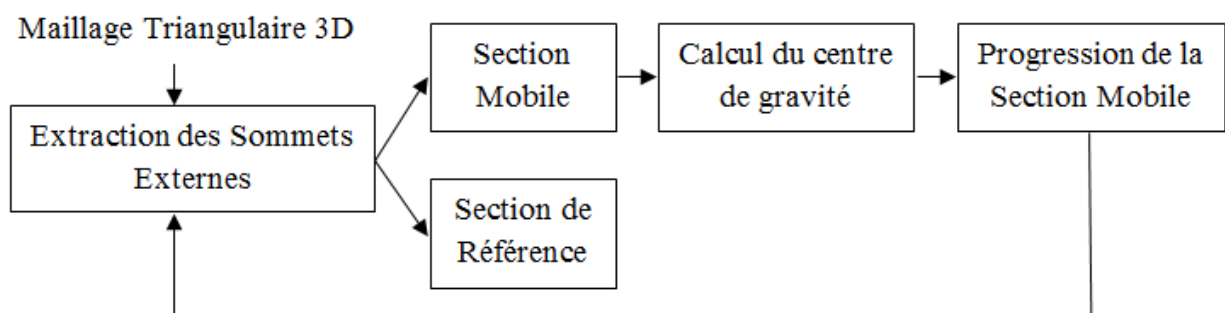 Maillage Triangulaire 3D
Extraction des Sommets
Externes
Section
Mobile
Calcul du centre
de gravité
Progression de la
Section Mobile
Section de
Référence